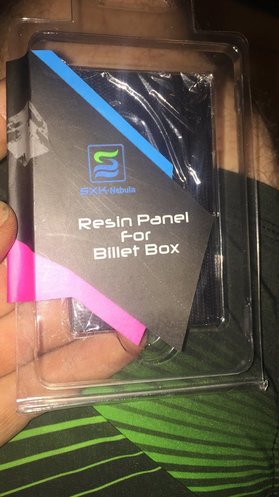 SXK·Nebula
Resin Panel
For
Billet Box